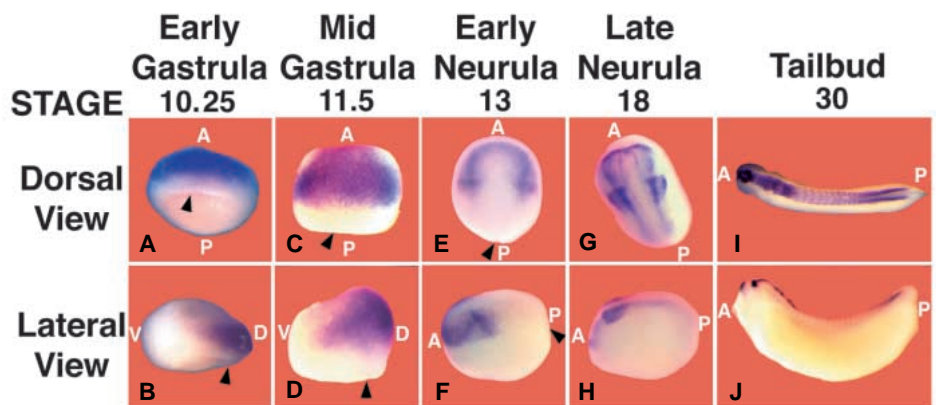 Early Mid Early Late
Gastrula Gastrula Neurula Neurula Tailbud
STAGE 10.25 11.5 13 18 30
Dorsal View
A P A
A P C
A P E
A P G
A P I
Lateral View
V D B
V D D
A P F
A P H
A P J